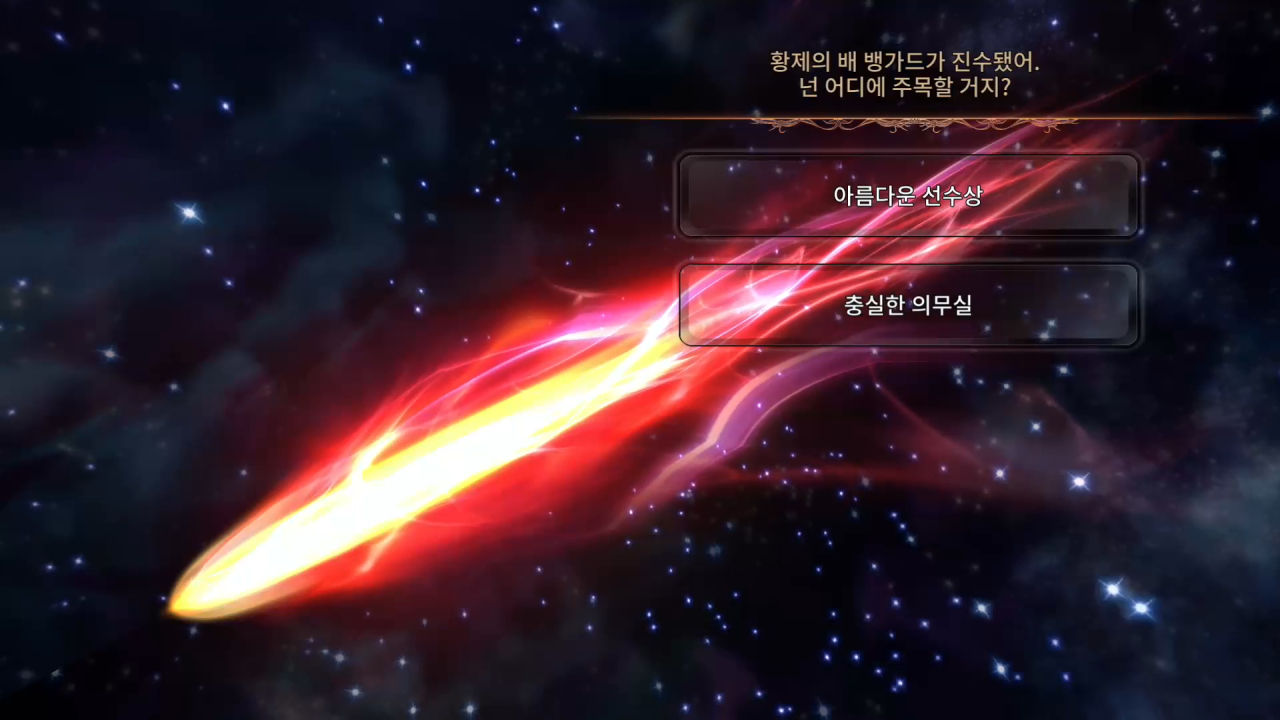 황제의 배 뱅가드가 진수됐어.
넌 어디에 주목할 거지?
아름다운 선수상
충실한 의무실